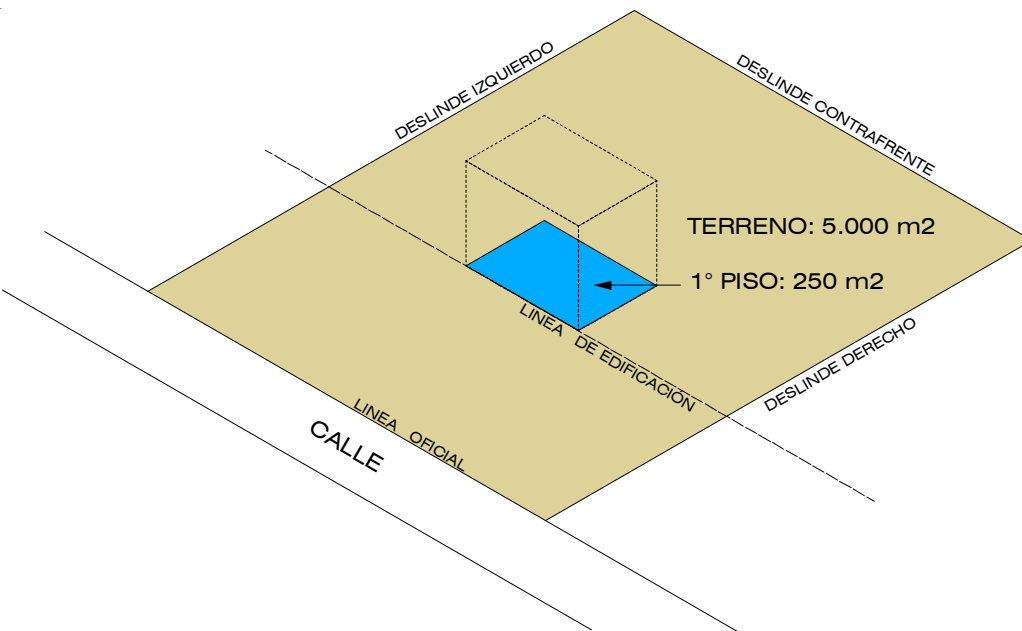 DESLINDE IZQUIERDO
DESLINDE CONTRAFRENTE
TERRENO: 5.000 m2
1° PISO: 250 m2
LINEA DE EDIFICACIÓN
DESLINDE DERECHO
LINEA OFICIAL
CALLE